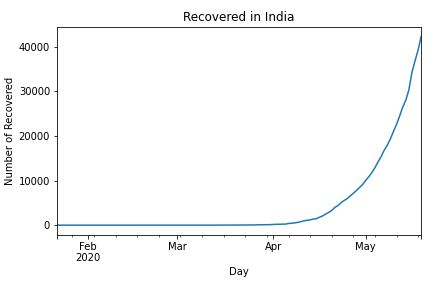 Recovered in India
Number of Recovered
40000
30000
20000
10000
0
Feb
2020
Mar
Apr
May
Day